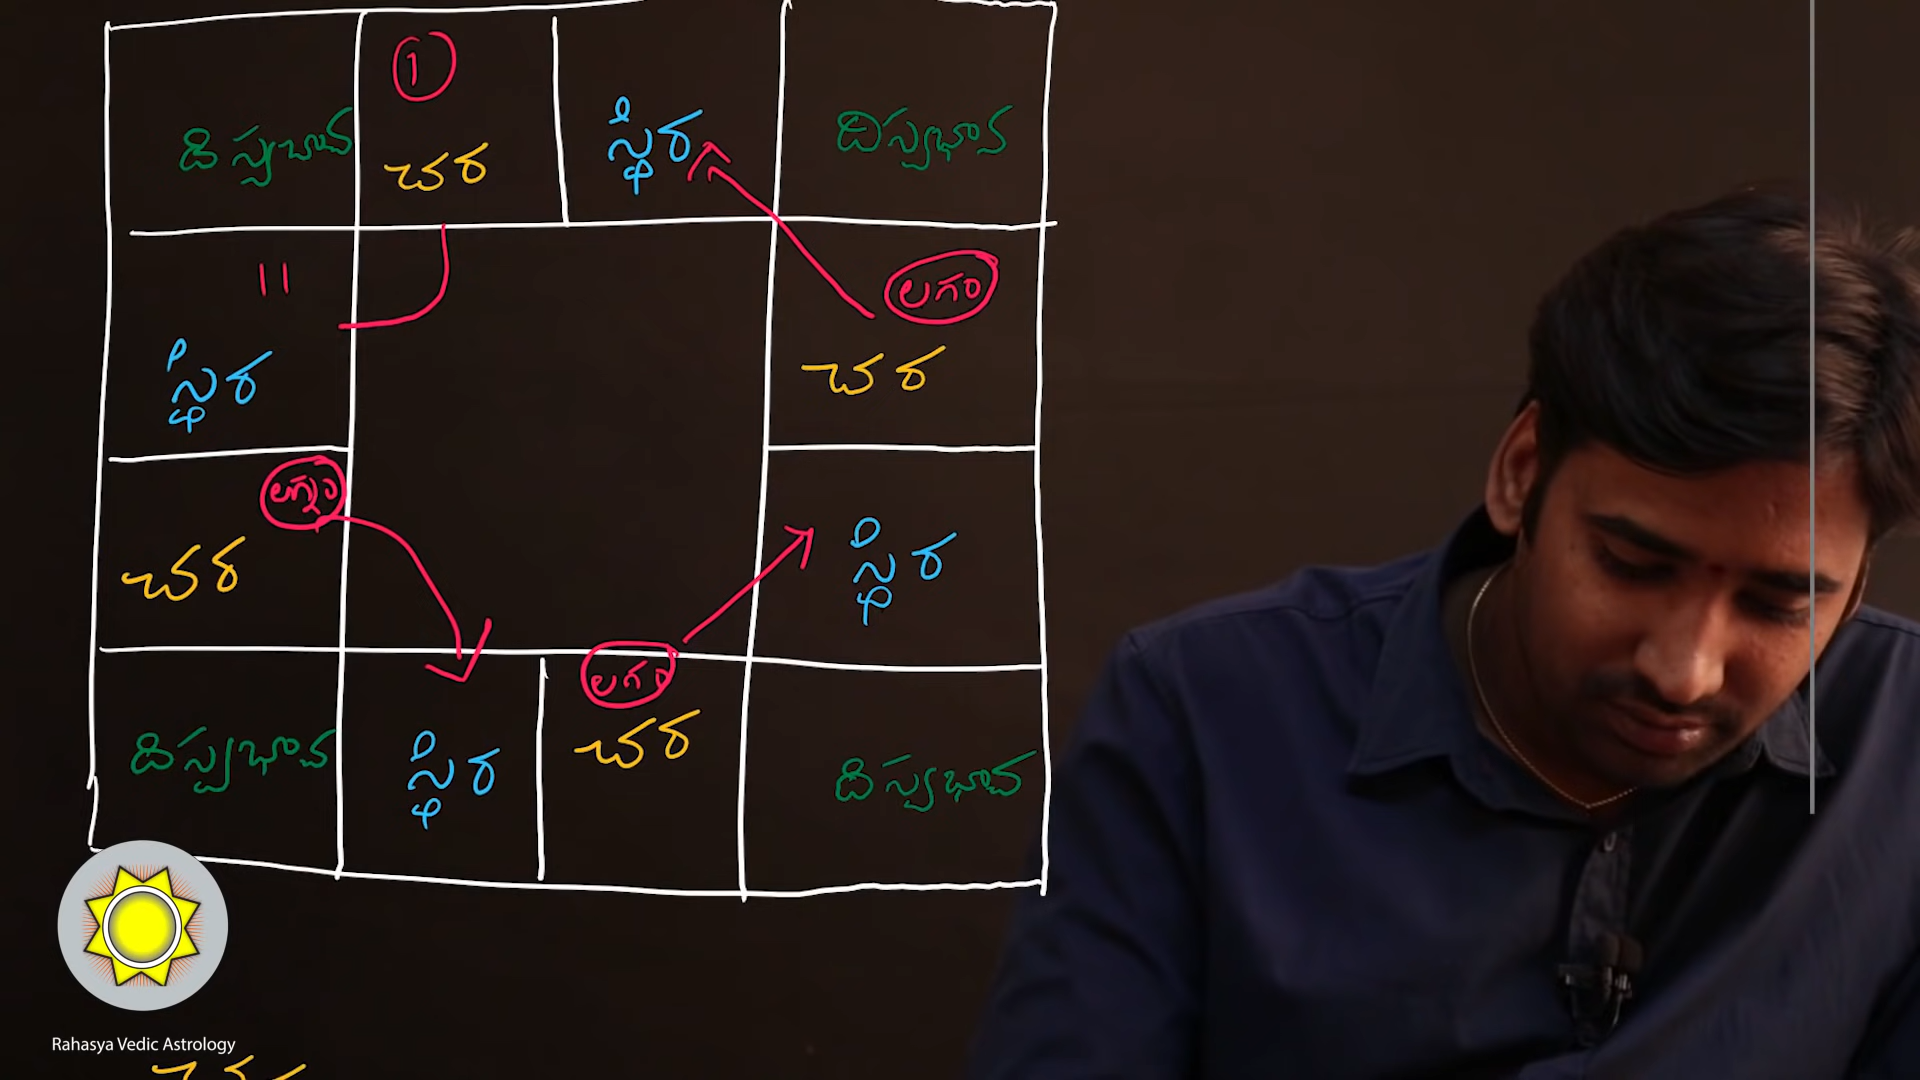 1
ద్విస్వభావ
చర
స్థిర
ద్విస్వభావ
11
స్థిర
లగ్నం
చర
లగ్నం
చర
స్థిర
ద్విస్వభావ
స్థిర
లగ్నం
చర
ద్విస్వభావ
Rahasya Vedic Astrology